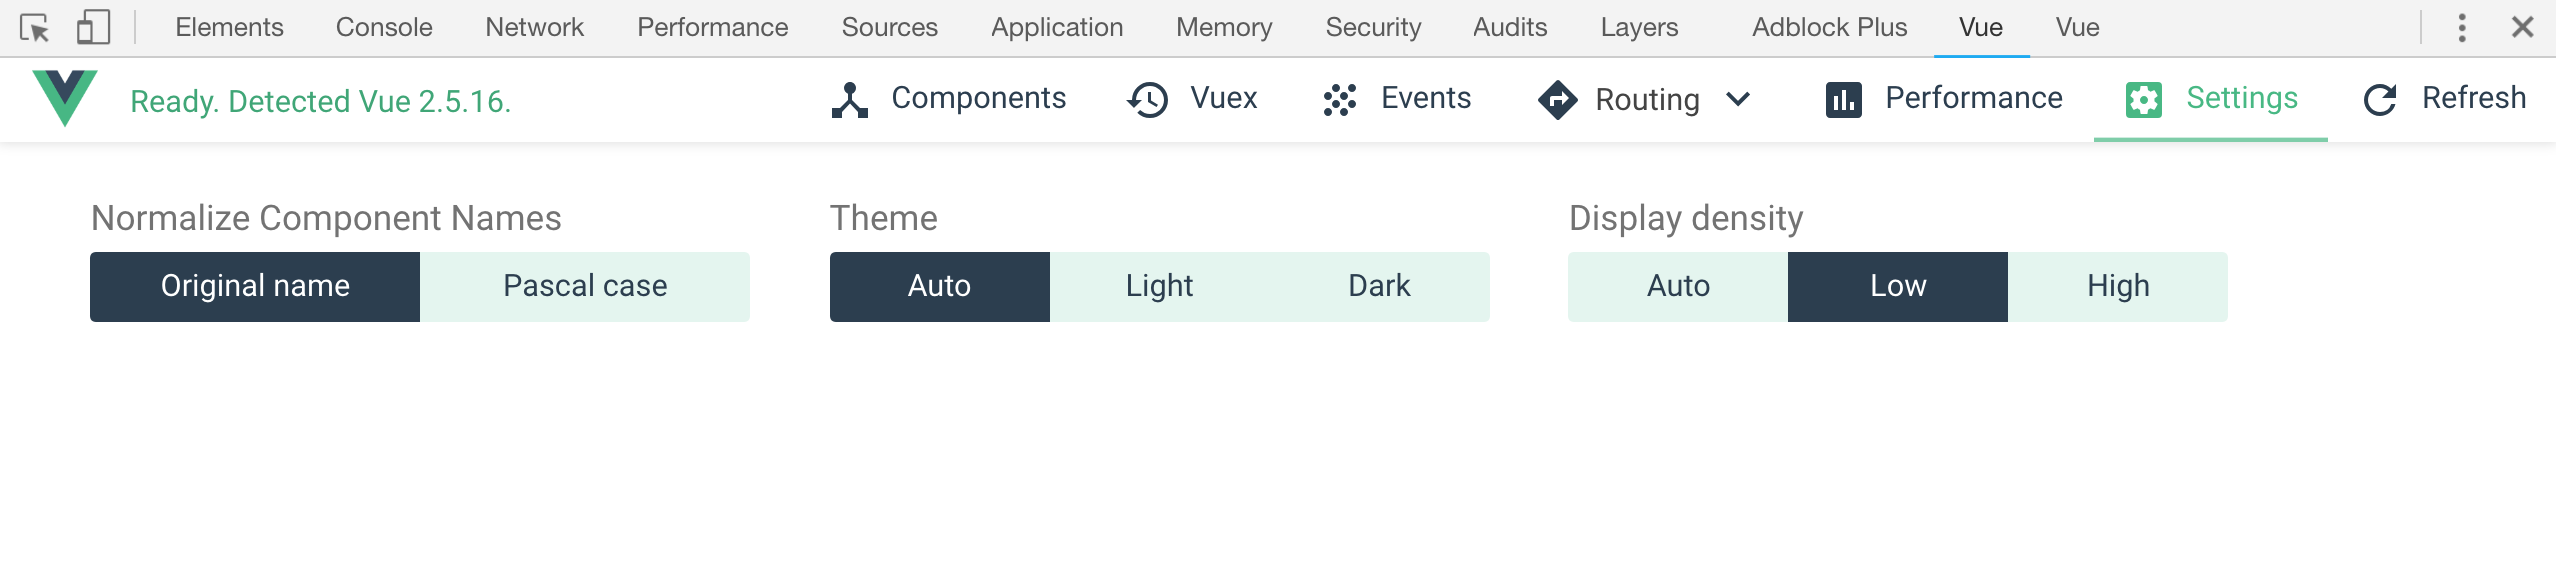 Elements Console Network Performance Sources Application Memory Security Audits Layers Adblock Plus Vue Vue
Ready. Detected Vue 2.5.16. Components Vuex Events Routing Performance Settings Refresh
Normalize Component Names Theme Display density
Original name Pascal case Auto Light Dark Auto Low High